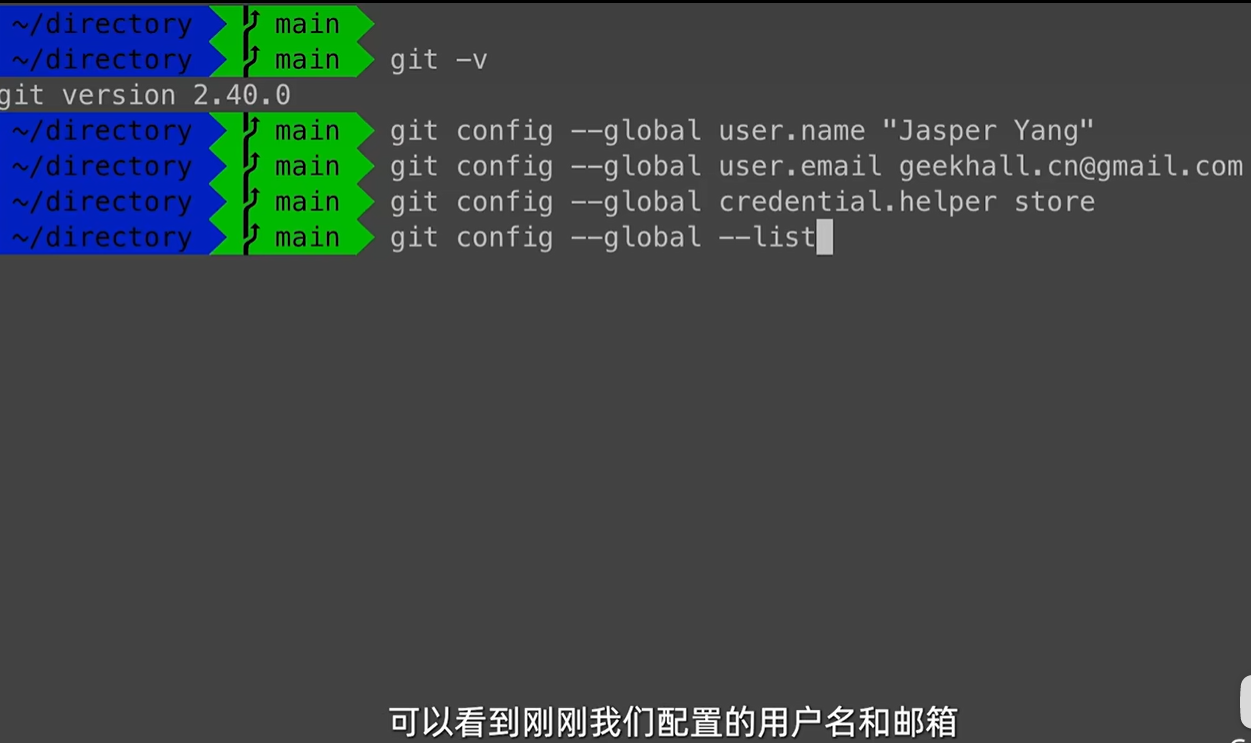 ~/directory main
~/directory main git -v
git version 2.40.0
~/directory main git config --global user.name "Jasper Yang"
~/directory main git config --global user.email geekhall.cn@gmail.com
~/directory main git config --global credential.helper store
~/directory main git config --global --list
可以看到刚刚我们配置的用户名和邮箱